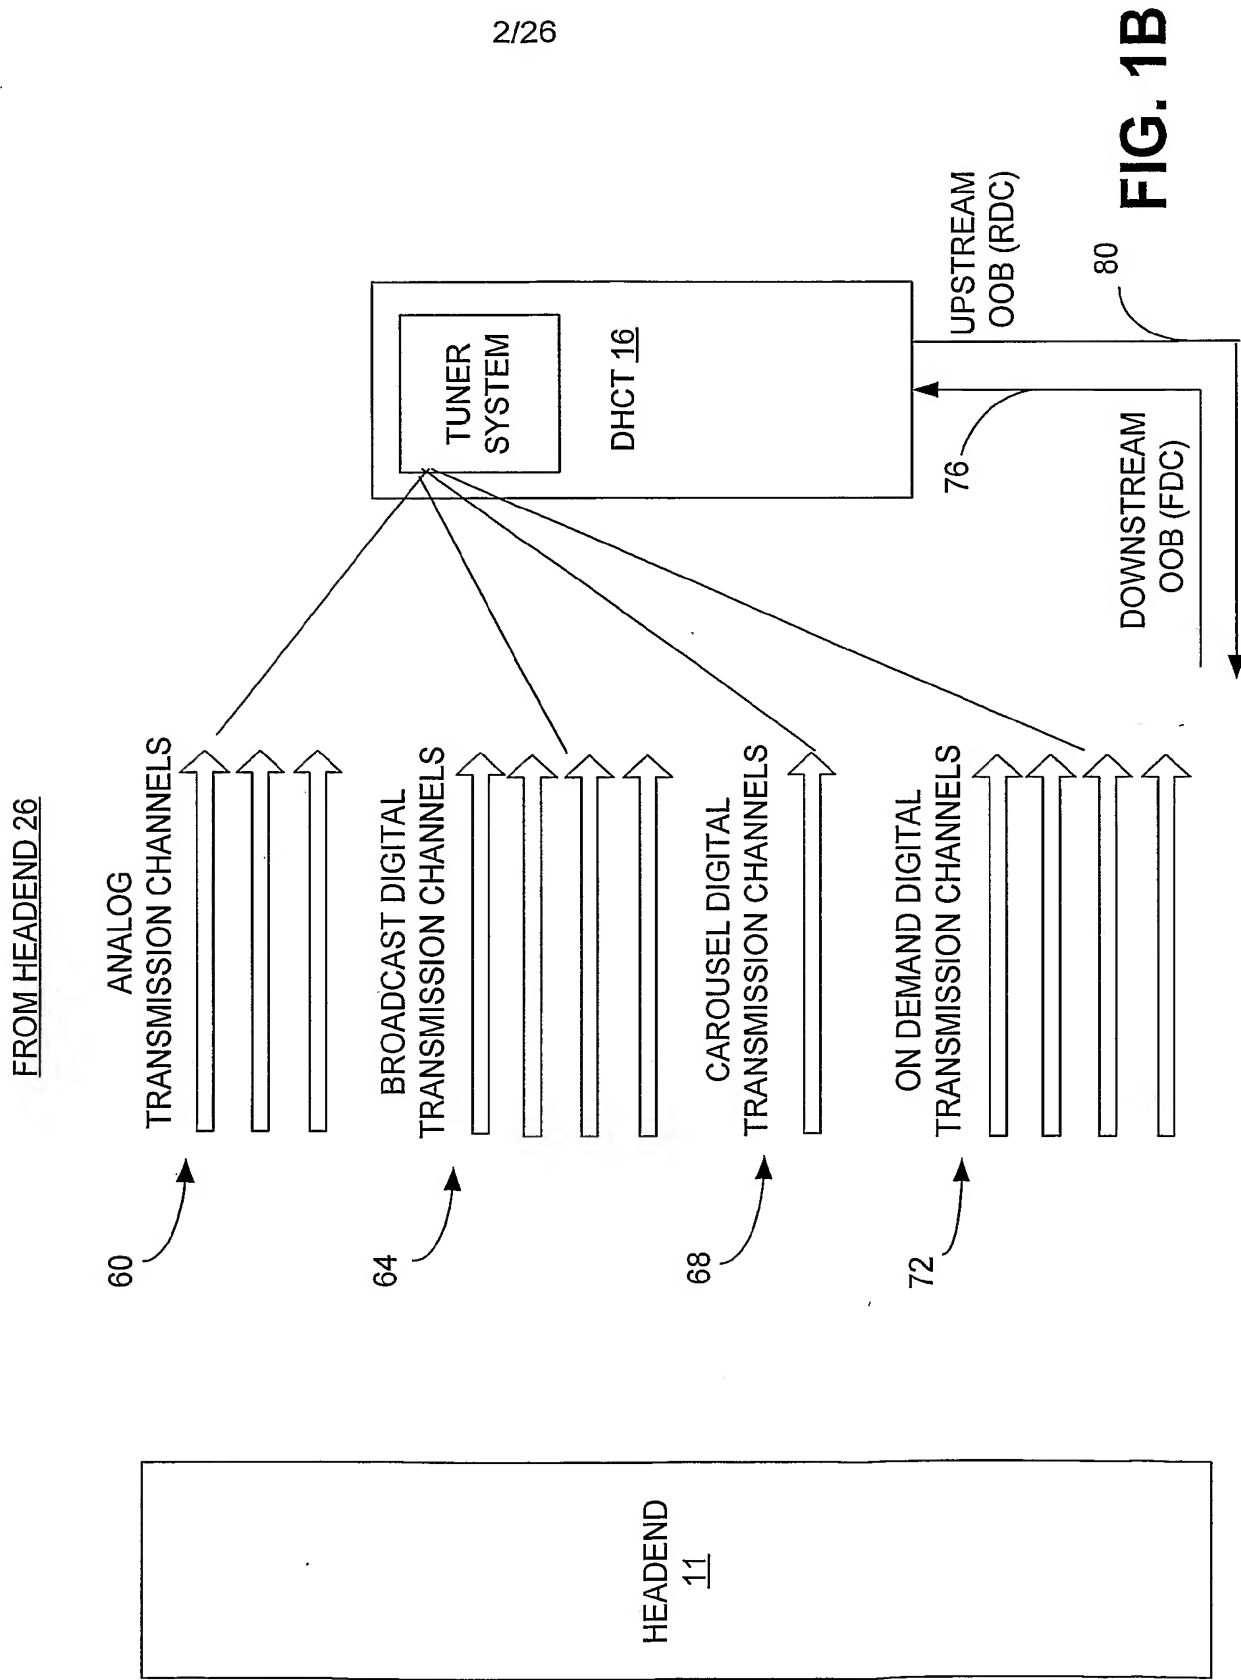 2/26
FROM HEADEND 26
ANALOG
TRANSMISSION CHANNELS
60
BROADCAST DIGITAL
TRANSMISSION CHANNELS
64
CAROUSEL DIGITAL
TRANSMISSION CHANNELS
68
ON DEMAND DIGITAL
TRANSMISSION CHANNELS
72
HEADEND
11
TUNER
SYSTEM
DHCT 16
UPSTREAM
OOB (RDC)
80
76
DOWNSTREAM
OOB (FDC)
FIG. 1B